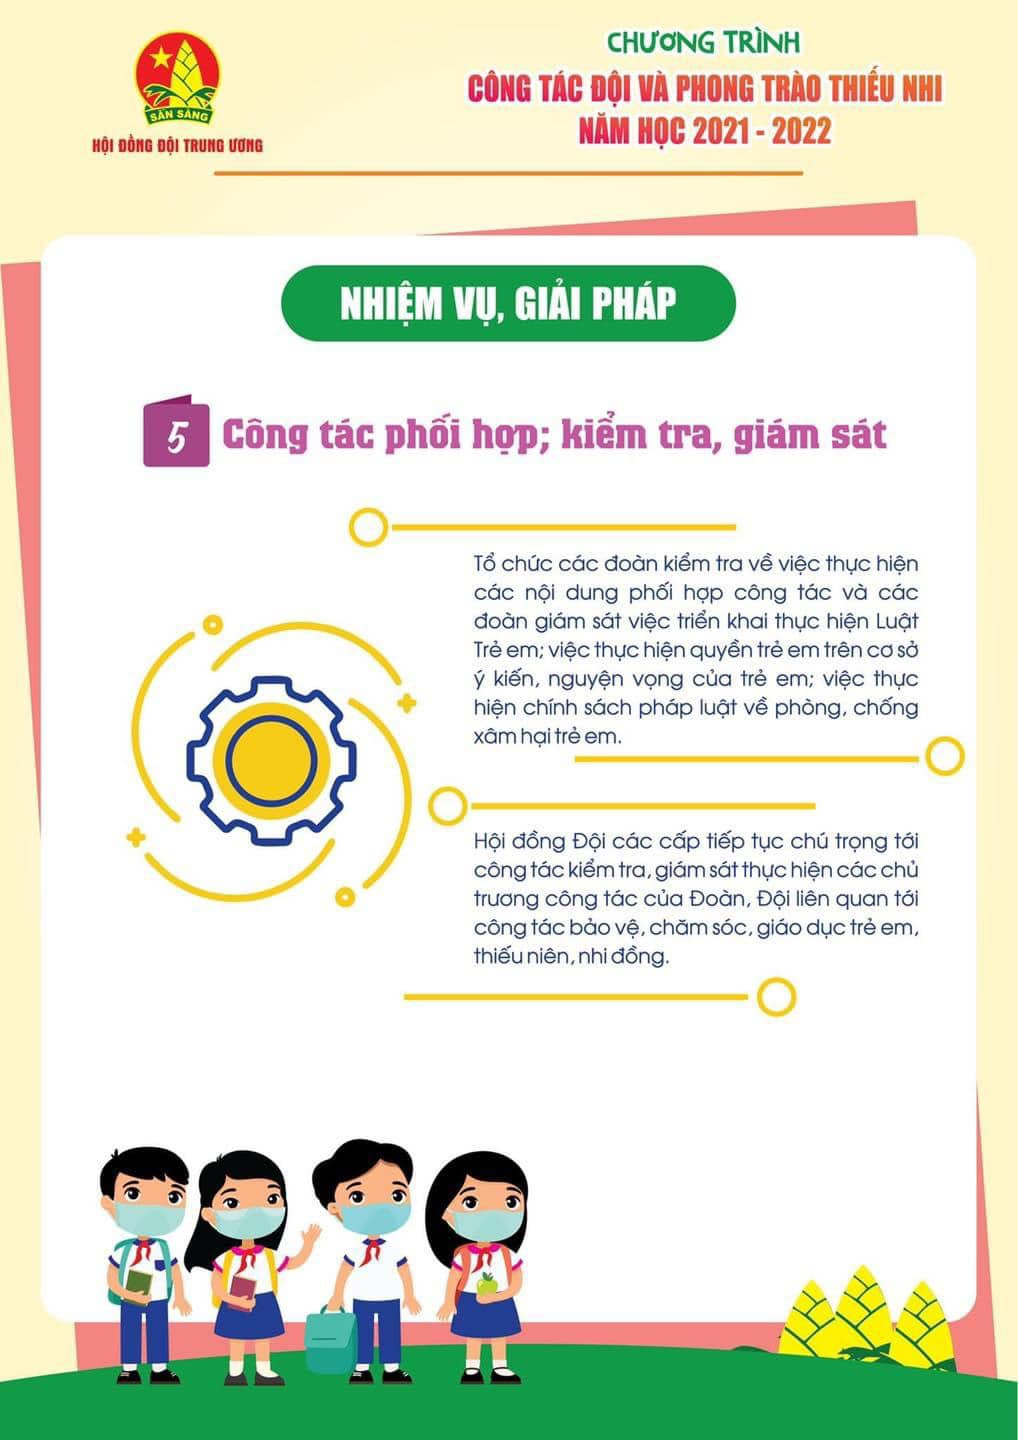 SẴN SÀNG
HỘI ĐỒNG ĐỘI TRUNG ƯƠNG
CHƯƠNG TRÌNH
CÔNG TÁC ĐỘI VÀ PHONG TRÀO THIẾU NHI
NĂM HỌC 2021 - 2022
NHIỆM VỤ, GIẢI PHÁP
5 Công tác phối hợp; kiểm tra, giám sát
Tổ chức các đoàn kiểm tra về việc thực hiện
các nội dung phối hợp công tác và các
đoàn giám sát việc triển khai thực hiện Luật
Trẻ em; việc thực hiện quyền trẻ em trên cơ sở
ý kiến, nguyện vọng của trẻ em; việc thực
hiện chính sách pháp luật về phòng, chống
xâm hại trẻ em.
Hội đồng Đội các cấp tiếp tục chú trọng tới
công tác kiểm tra, giám sát thực hiện các chủ
trương công tác của Đoàn, Đội liên quan tới
công tác bảo vệ, chăm sóc, giáo dục trẻ em,
thiếu niên, nhi đồng.